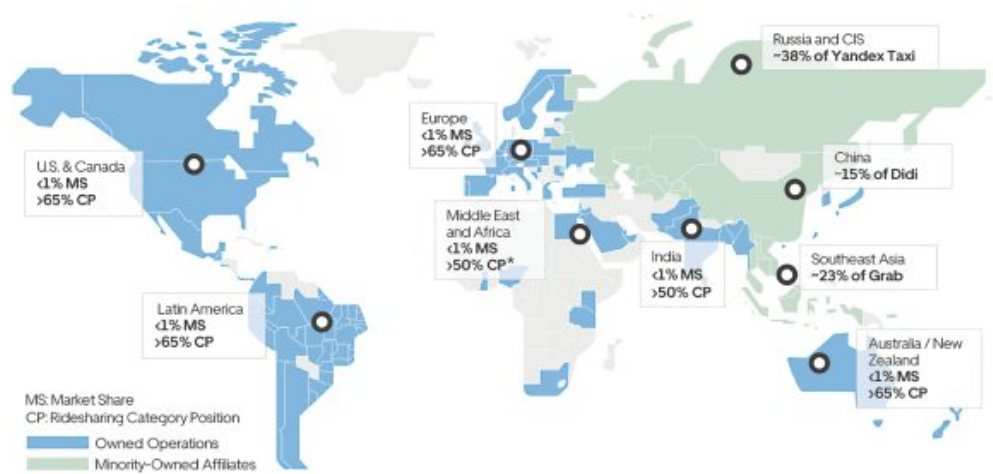 Russia and CIS
~38% of Yandex Taxi
Europe
<1% MS
>65% CP
U.S. & Canada
<1% MS
>65% CP
China
~15% of Didi
Middle East
and Africa
<1% MS
>50% CP*
India
<1% MS
>50% CP
Southeast Asia
~23% of Grab
Latin America
<1% MS
>65% CP
Australia / New
Zealand
<1% MS
>65% CP
MS: Market Share
CP: Ridesharing Category Position
Owned Operations
Minority-Owned Affiliates